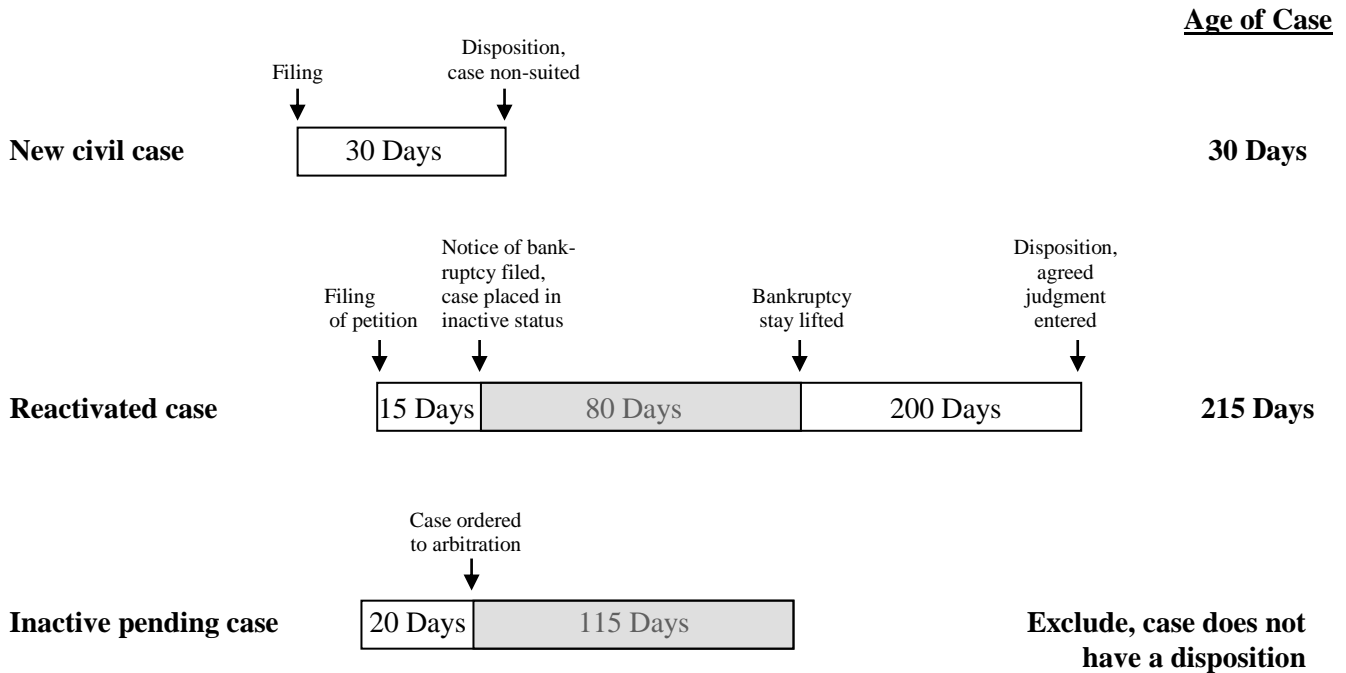 Age of Case
Filing
Disposition,
case non-suited
New civil case
30 Days
30 Days
Filing
of petition
Notice of bank-
ruptcy filed,
case placed in
inactive status
Bankruptcy
stay lifted
Disposition,
agreed
judgment
entered
Reactivated case
15 Days
80 Days
200 Days
215 Days
Case ordered
to arbitration
Inactive pending case
20 Days
115 Days
Exclude, case does not
have a disposition